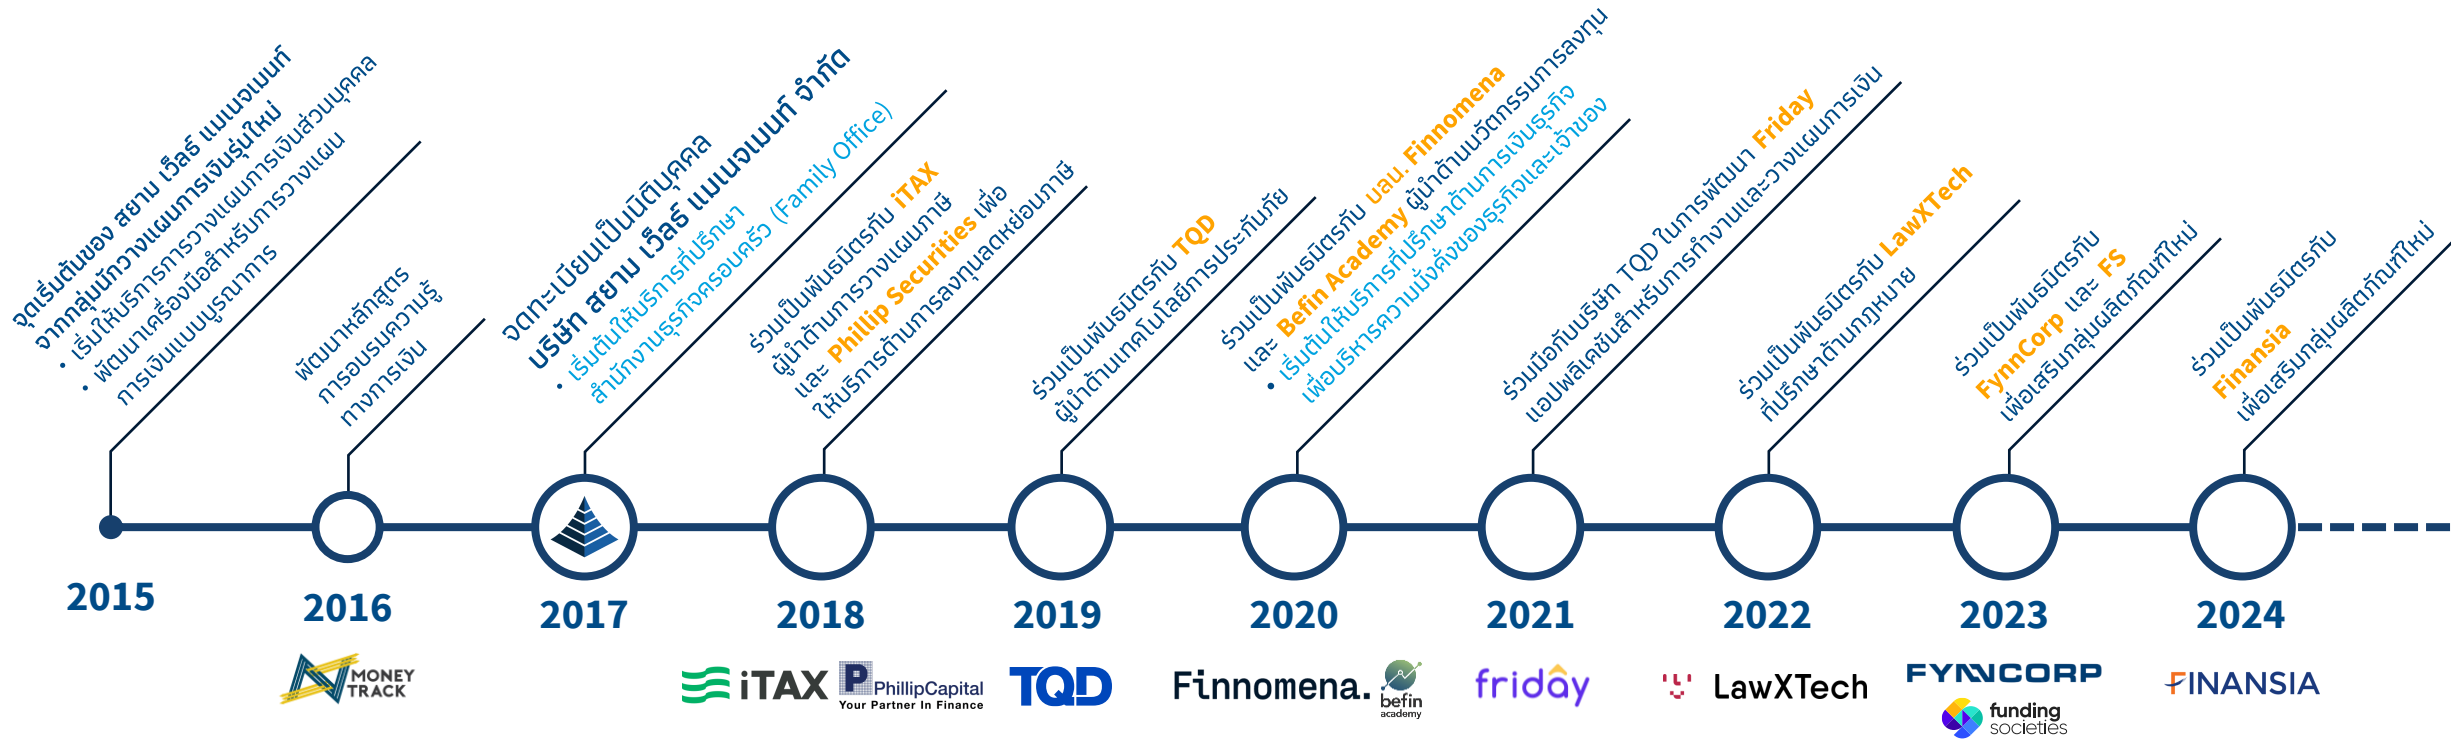 จุดเริ่มต้นของ สยาม เว็ลธ์ แมเนจเมนท์
จากกลุ่มนักวางแผนการเงินรุ่นใหม่
• เริ่มให้บริการการวางแผนการเงินส่วนบุคคล
• พัฒนาเครื่องมือสำหรับการวางแผน
การเงินแบบบูรณาการ
2015
พัฒนาหลักสูตร
การอบรมความรู้
ทางการเงิน
2016
MONEY
TRACK
จดทะเบียนเป็นนิติบุคคล
บริษัท สยาม เว็ลธ์ แมเนจเมนท์ จำกัด
• เริ่มต้นให้บริการที่ปรึกษา
สำนักงานธุรกิจครอบครัว (Family Office)
2017
ร่วมเป็นพันธมิตรกับ iTAX
ผู้นำด้านการวางแผนภาษี
และ Phillip Securities เพื่อ
ให้บริการด้านการลงทุนลดหย่อนภาษี
2018
iTAX
PhillipCapital
Your Partner In Finance
ร่วมเป็นพันธมิตรกับ TQD
ผู้นำด้านเทคโนโลยีการประกันภัย
2019
TQD
ร่วมเป็นพันธมิตรกับ บลน. Finnomena
และ Befin Academy ผู้นำด้านนวัตกรรมการลงทุน
• เริ่มต้นให้บริการที่ปรึกษาด้านการเงินธุรกิจ
เพื่อบริหารความมั่งคั่งของธุรกิจและเจ้าของ
2020
Finnomena.
befin
academy
ร่วมมือกับบริษัท TQD ในการพัฒนา Friday
แอปพลิเคชันสำหรับการทำงานและวางแผนการเงิน
2021
friday
ร่วมเป็นพันธมิตรกับ LawXTech
ที่ปรึกษาด้านกฎหมาย
2022
LawXTech
ร่วมเป็นพันธมิตรกับ
FynnCorp และ FS
เพื่อเสริมกลุ่มผลิตภัณฑ์ใหม่
2023
FYNNCORP
funding
societies
ร่วมเป็นพันธมิตรกับ
Finansia
เพื่อเสริมกลุ่มผลิตภัณฑ์ใหม่
2024
FINANSIA